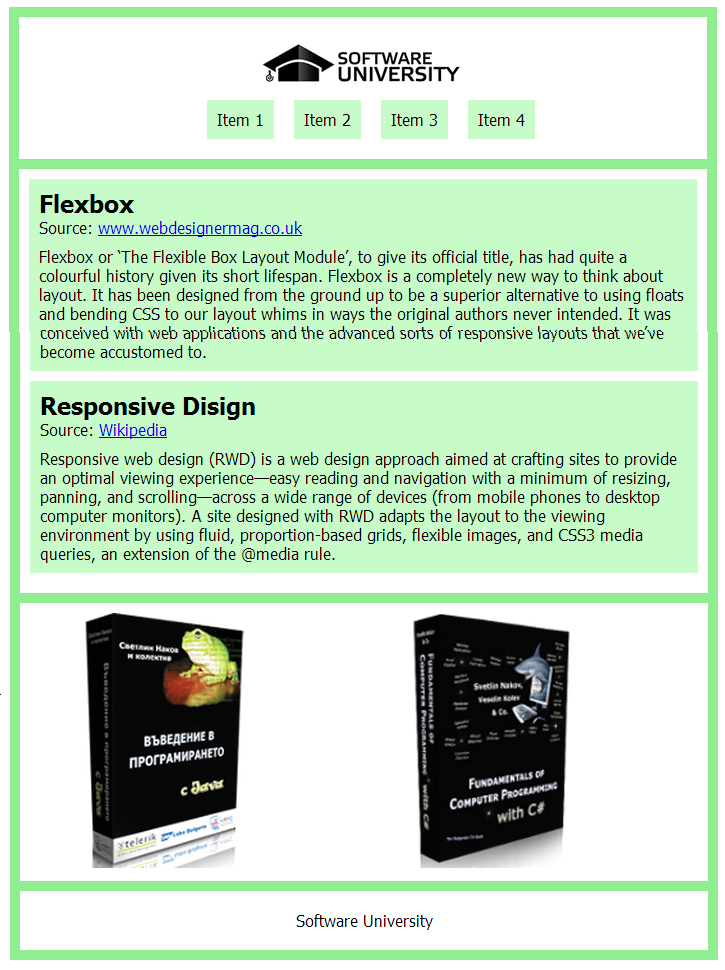 SOFTWARE
UNIVERSITY
Item 1 Item 2 Item 3 Item 4
Flexbox
Source: www.webdesignermag.co.uk
Flexbox or ‘The Flexible Box Layout Module’, to give its official title, has had quite a
colourful history given its short lifespan. Flexbox is a completely new way to think about
layout. It has been designed from the ground up to be a superior alternative to using floats
and bending CSS to our layout whims in ways the original authors never intended. It was
conceived with web applications and the advanced sorts of responsive layouts that we’ve
become accustomed to.
Responsive Disign
Source: Wikipedia
Responsive web design (RWD) is a web design approach aimed at crafting sites to provide
an optimal viewing experience—easy reading and navigation with a minimum of resizing,
panning, and scrolling—across a wide range of devices (from mobile phones to desktop
computer monitors). A site designed with RWD adapts the layout to the viewing
environment by using fluid, proportion-based grids, flexible images, and CSS3 media
queries, an extension of the @media rule.
Светлин Наков
и колектив
ВЪВЕДЕНИЕ В
ПРОГРАМИРАНЕТО
с Java
telerik
Въведение в програмирането
с Java
Svetlin Nakov,
Veselin Kolev
& Co.
FUNDAMENTALS OF
COMPUTER PROGRAMMING
with C#
FUNDAMENTALS OF
COMPUTER PROGRAMMING
with C#
Software University